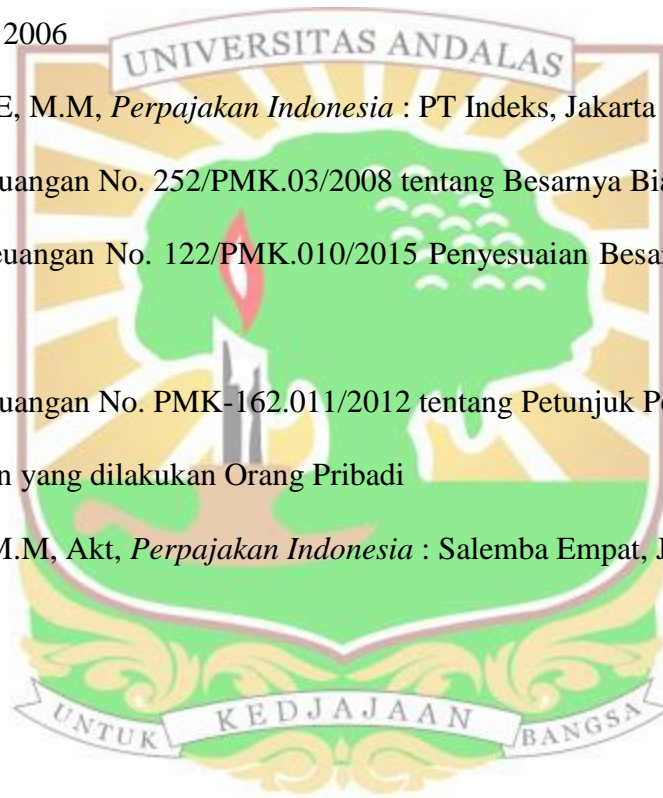 2006
UNIVERSITAS ANDALAS
E, M.M, Perpajakan Indonesia : PT Indeks, Jakarta
uangan No. 252/PMK.03/2008 tentang Besarnya Bia
euangan No. 122/PMK.010/2015 Penyesuaian Besar
uangan No. PMK-162.011/2012 tentang Petunjuk Pe
n yang dilakukan Orang Pribadi
M.M, Akt, Perpajakan Indonesia : Salemba Empat, J
UNTUK KEDJAJAAN BANGSA